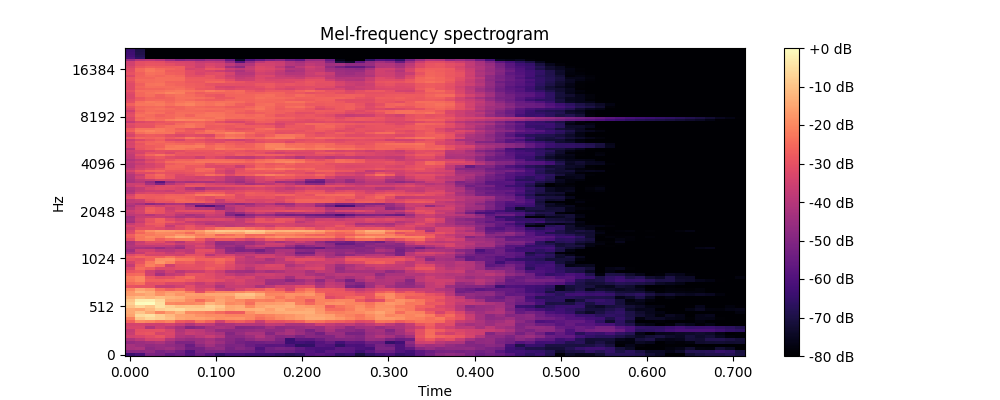 Mel-frequency spectrogram
Hz
16384
8192
4096
2048
1024
512
0
0.000 0.100 0.200 0.300 0.400 0.500 0.600 0.700
Time
+0 dB
-10 dB
-20 dB
-30 dB
-40 dB
-50 dB
-60 dB
-70 dB
-80 dB